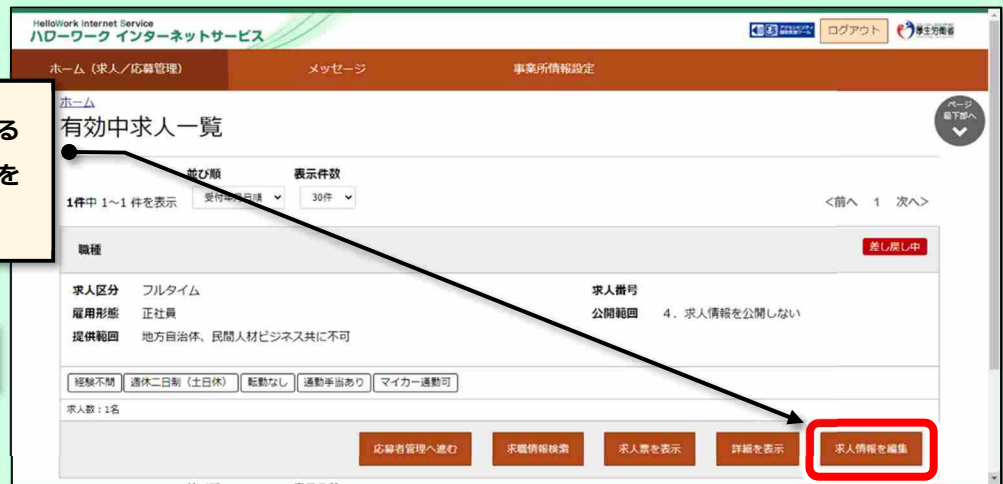 HelloWork Internet Service
ハローワーク インターネットサービス
ログアウト
厚生労働省
ホーム（求人／応募管理）
メッセージ
事業所情報設定
ホーム
ページ
最下部へ
有効中求人一覧
る
を
並び順
表示件数
1件中 1～1 件を表示
受付年月日順
30件
<前へ 1 次へ>
職種
差し戻し中
求人区分 フルタイム
求人番号
雇用形態 正社員
公開範囲 4．求人情報を公開しない
提供範囲 地方自治体、民間人材ビジネス共に不可
経験不問
週休二日制（土日休）
転勤なし
通勤手当あり
マイカー通勤可
求人数：1名
応募者管理へ進む
求職情報検索
求人票を表示
詳細を表示
求人情報を編集